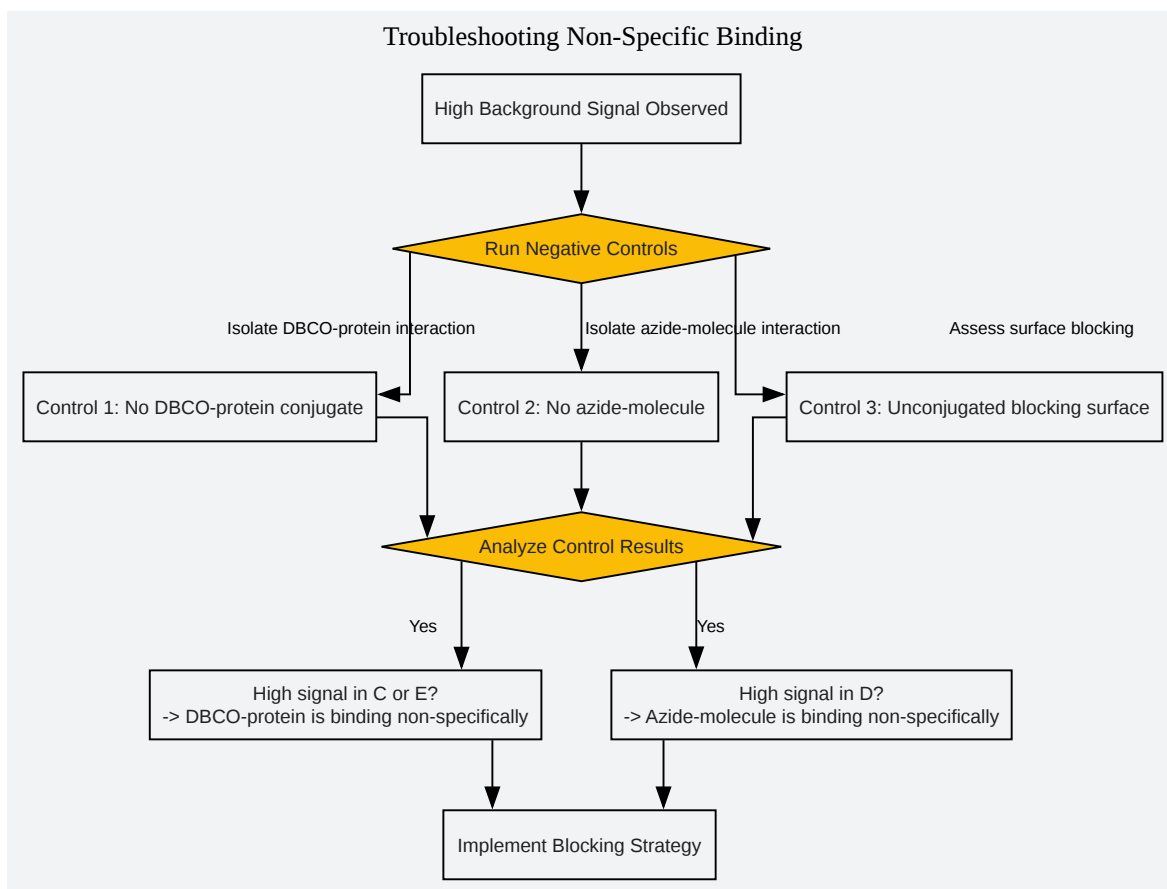 Troubleshooting Non-Specific Binding
High Background Signal Observed
Run Negative Controls
Isolate DBCO-protein interaction
Isolate azide-molecule interaction
Assess surface blocking
Control 1: No DBCO-protein conjugate
Control 2: No azide-molecule
Control 3: Unconjugated blocking surface
Analyze Control Results
Yes
Yes
High signal in C or E?
-> DBCO-protein is binding non-specifically
High signal in D?
-> Azide-molecule is binding non-specifically
Implement Blocking Strategy